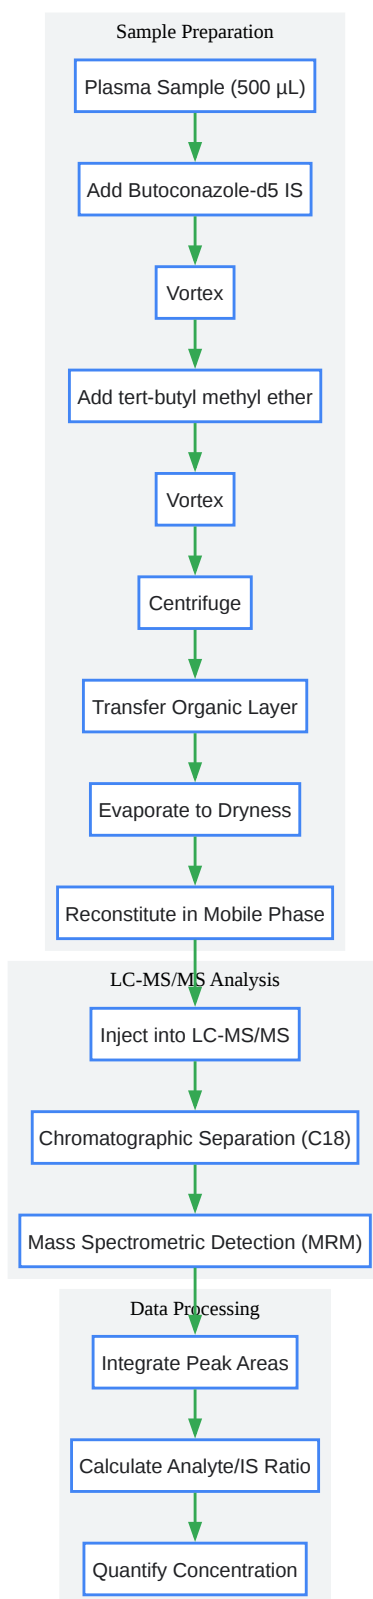 Sample Preparation
Plasma Sample (500 µL)
Add Butoconazole-d5 IS
Vortex
Add tert-butyl methyl ether
Vortex
Centrifuge
Transfer Organic Layer
Evaporate to Dryness
Reconstitute in Mobile Phase
LC-MS/MS Analysis
Inject into LC-MS/MS
Chromatographic Separation (C18)
Mass Spectrometric Detection (MRM)
Data Processing
Integrate Peak Areas
Calculate Analyte/IS Ratio
Quantify Concentration